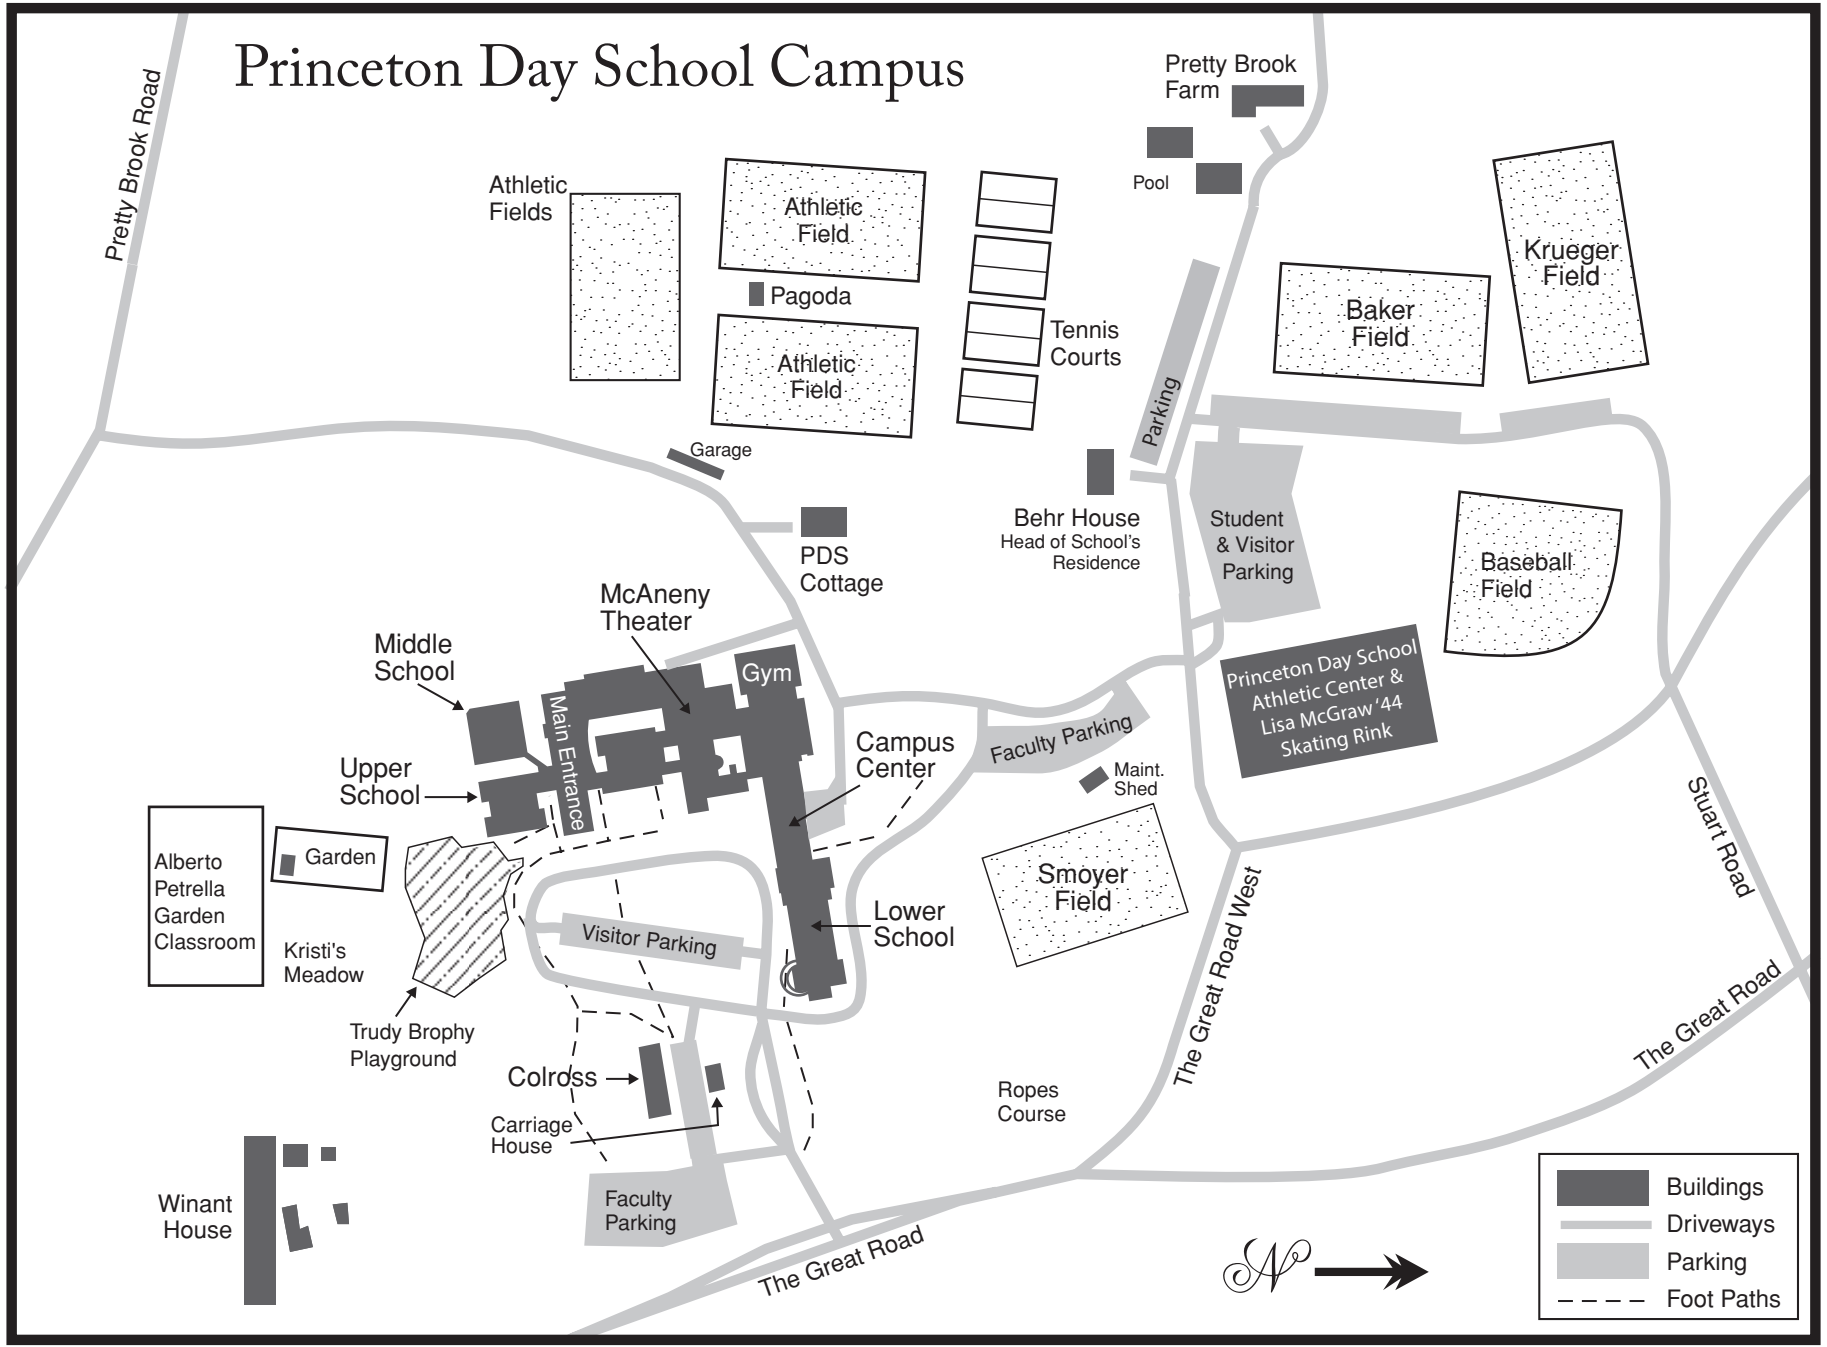 Princeton Day School Campus
Pretty Brook Road
Pretty Brook
Farm
Pool
Athletic
Fields
Athletic
Field
Pagoda
Athletic
Field
Tennis
Courts
Parking
Baker
Field
Krueger
Field
Garage
PDS
Cottage
Behr House
Head of School's
Residence
Student
& Visitor
Parking
Baseball
Field
McAneny
Theater
Middle
School
Gym
Main Entrance
Upper
School
Campus
Center
Faculty Parking
Maint.
Shed
Princeton Day School
Athletic Center &
Lisa McGraw ‘44
Skating Rink
Stuart Road
Alberto
Petrella
Garden
Classroom
Garden
Kristi's
Meadow
Trudy Brophy
Playground
Visitor Parking
Lower
School
Smoyer
Field
The Great Road West
The Great Road
Colross
Carriage
House
Ropes
Course
Winant
House
Faculty
Parking
The Great Road
N
Buildings
Driveways
Parking
Foot Paths